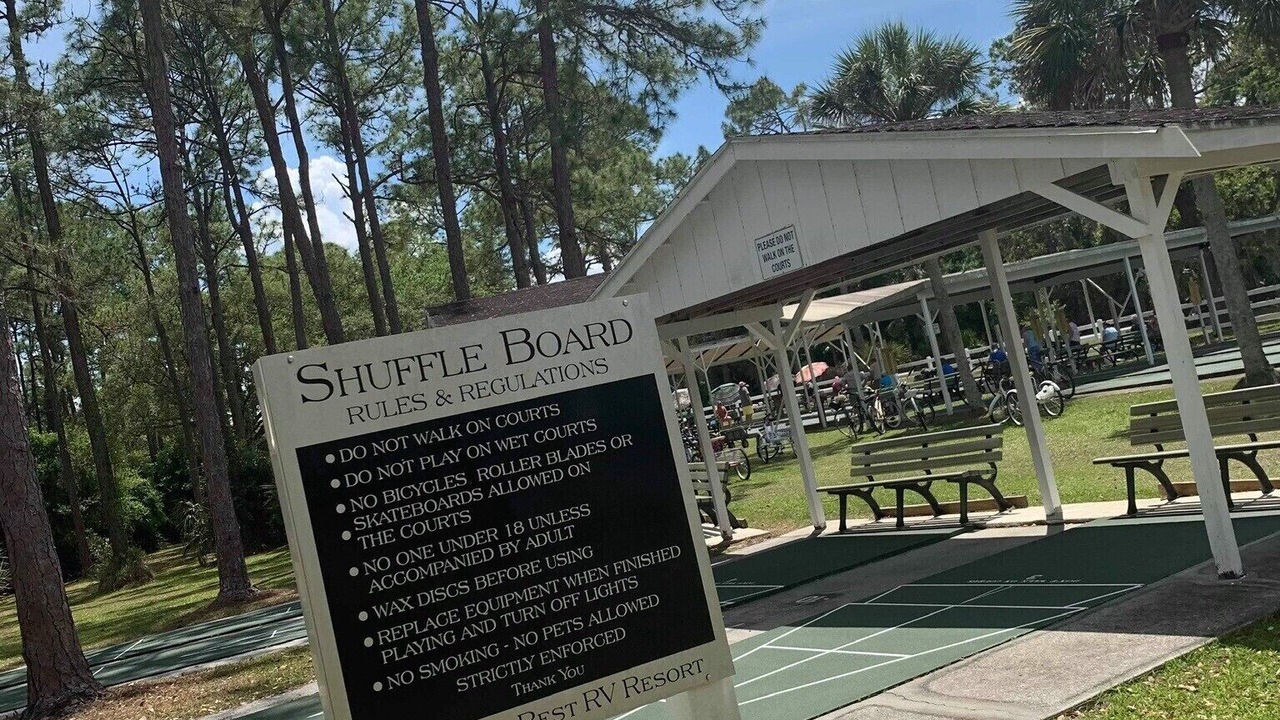 SHUFFLE BOARD
RULES & REGULATIONS
• DO NOT WALK ON COURTS
• DO NOT PLAY ON WET COURTS
• NO BICYCLES, ROLLER BLADES OR
SKATEBOARDS ALLOWED ON
• THE COURTS
• NO ONE UNDER 18 UNLESS
ACCOMPANIED BY ADULT
• WAX DISCS BEFORE USING
• REPLACE EQUIPMENT WHEN FINISHED
PLAYING AND TURN OFF LIGHTS
• NO SMOKING - NO PETS ALLOWED
STRICTLY ENFORCED
THANK YOU
BEST RV RESORT
PLEASE DO NOT
WALK ON THE
COURTS